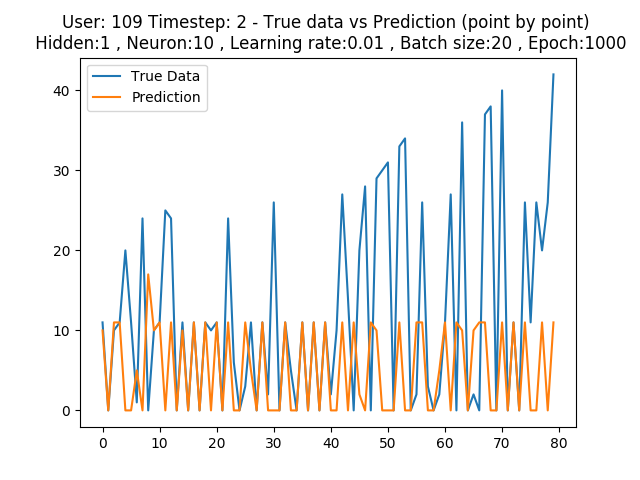 User: 109 Timestep: 2 - True data vs Prediction (point by point)
Hidden:1 , Neuron:10 , Learning rate:0.01 , Batch size:20 , Epoch:1000
True Data
Prediction
40
30
20
10
0
0 10 20 30 40 50 60 70 80